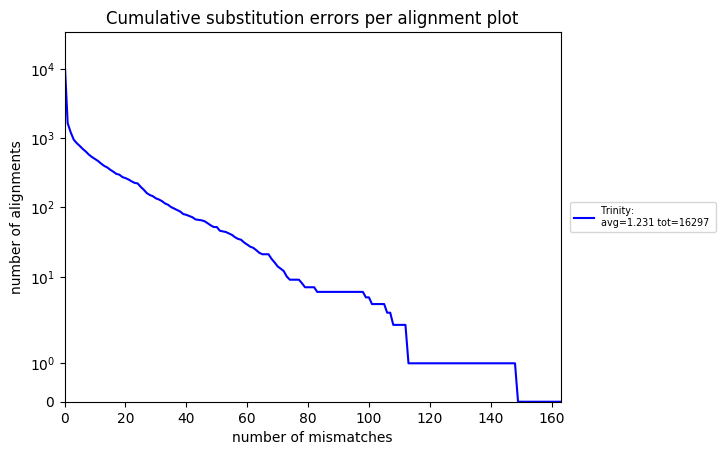 Cumulative substitution errors per alignment plot
number of alignments
10^4
10^3
10^2
10^1
10^0
0
0 20 40 60 80 100 120 140 160
number of mismatches
Trinity:
avg=1.231 tot=16297